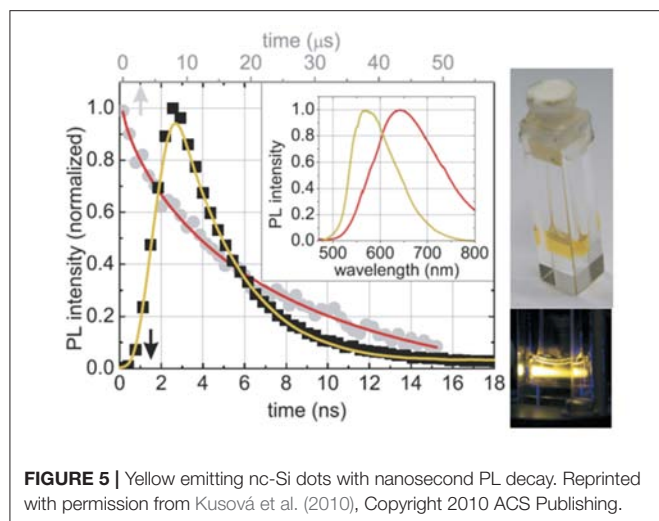 time (μs)
0 10 20 30 40 50
1.0
0.8
0.6
0.4
0.2
0.0
PL intensity (normalized)
0 2 4 6 8 10 12 14 16 18
time (ns)
1.0
0.8
0.6
0.4
0.2
0.0
PL intensity
500 600 700 800
wavelength (nm)
FIGURE 5 | Yellow emitting nc-Si dots with nanosecond PL decay. Reprinted
with permission from Kusová et al. (2010), Copyright 2010 ACS Publishing.